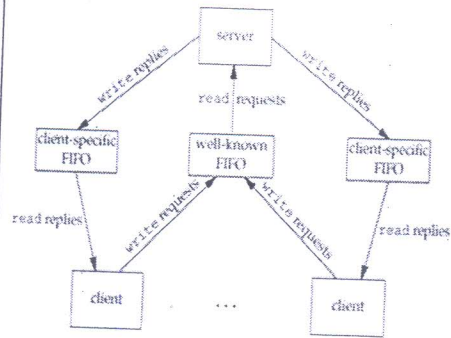 server
write replies
write replies
read requests
client-specific
FIFO
well-known
FIFO
client-specific
FIFO
read replies
write requests
write requests
read replies
client
...
client